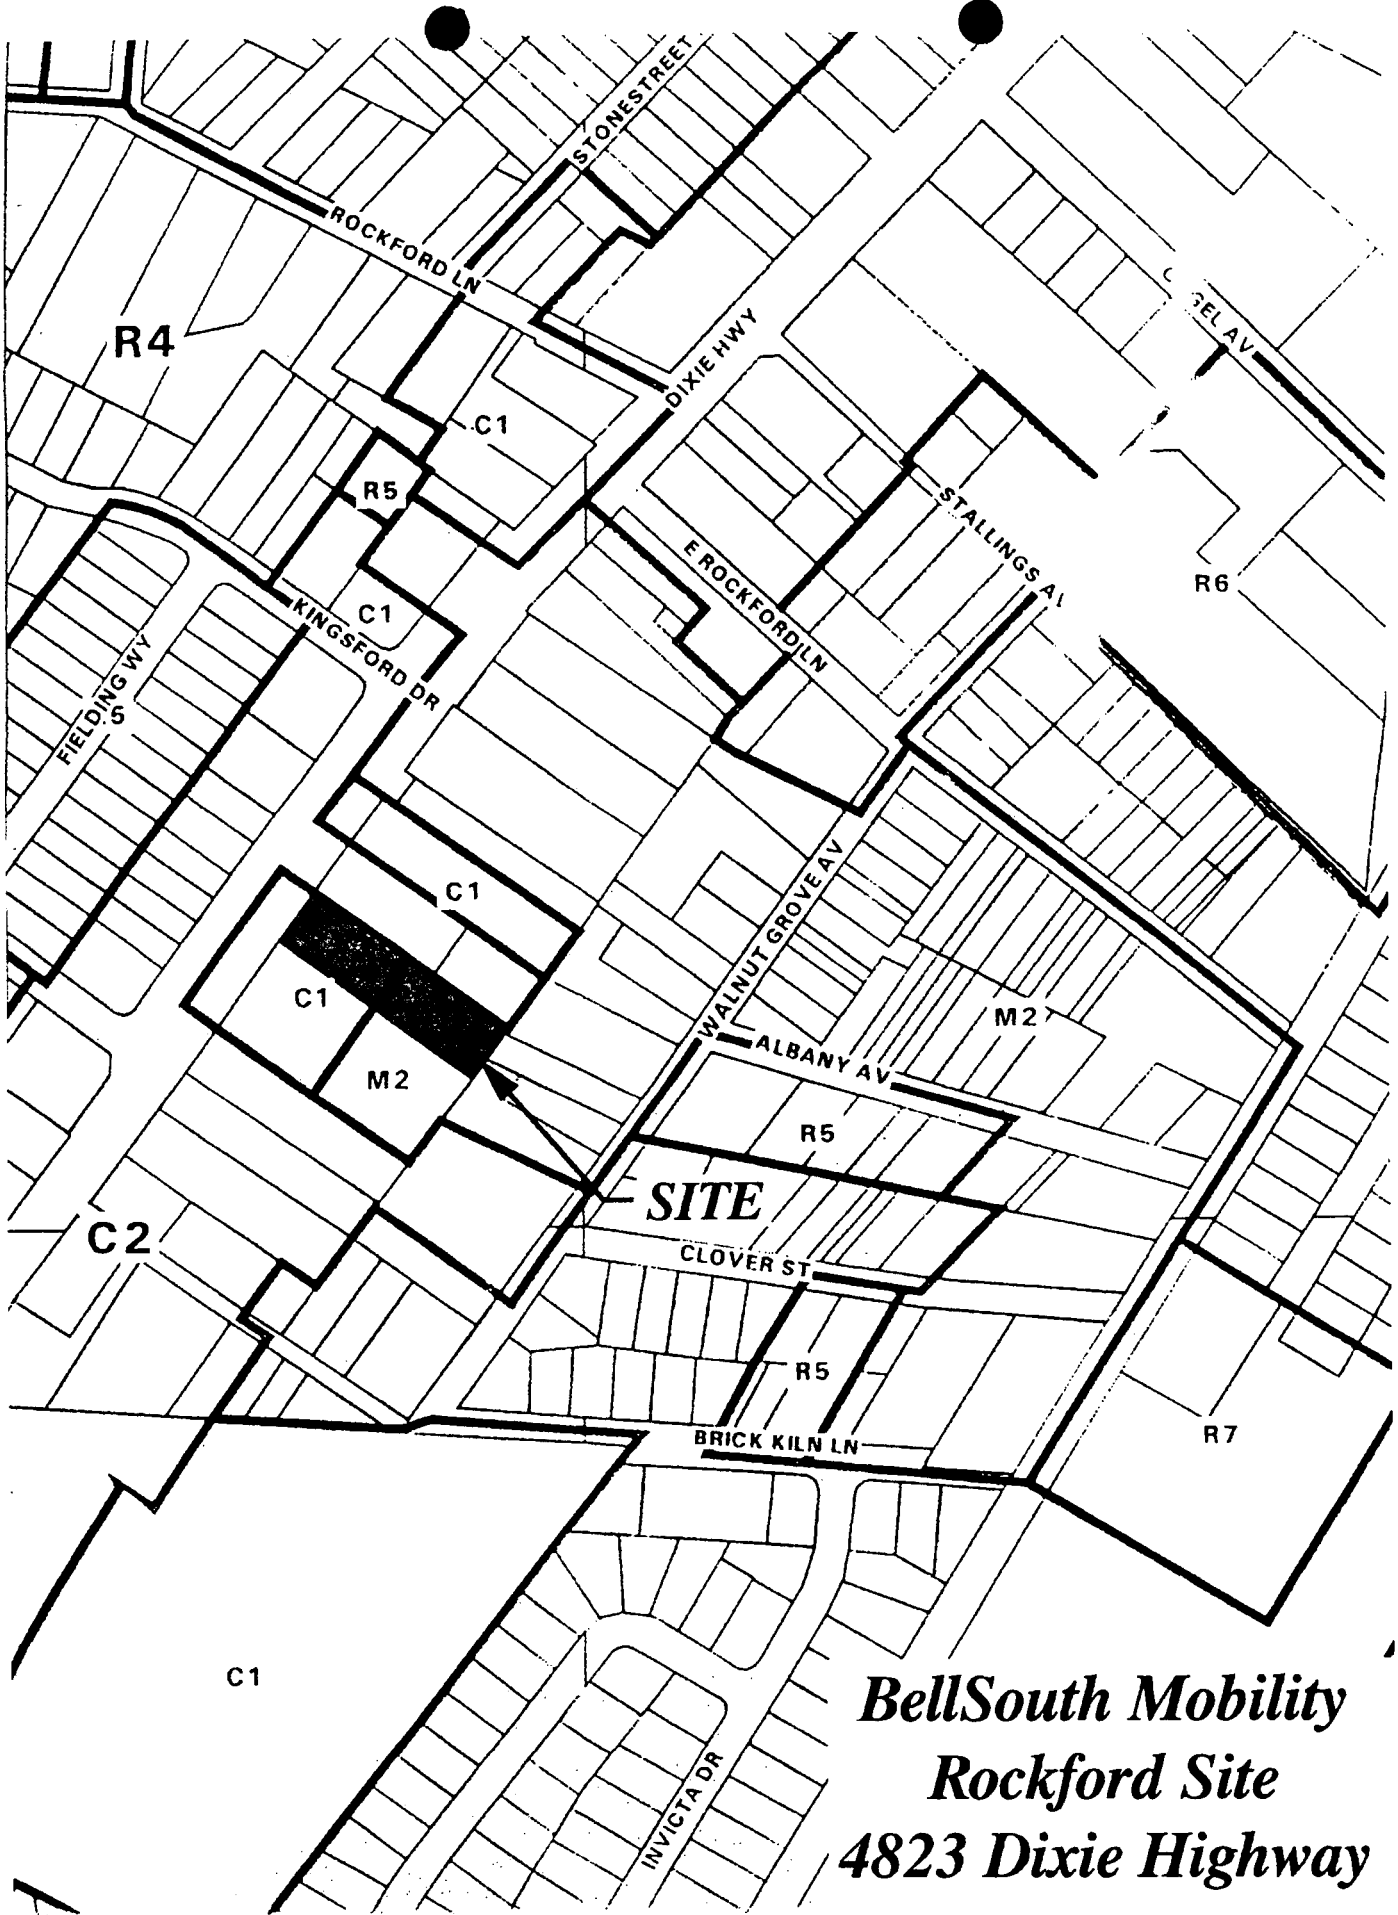 STONESTREET
ROCKFORD LN
R4
DIXIE HWY
C1
R5
STALLINGS
E ROCKFORD LN
R6
C1
KINGSFORD DR
FIELDING WY
5
C1
WALNUT GROVE AV
C1
M2
M2
ALBANY AV
R5
SITE
C2
CLOVER ST
R5
BRICK KILN LN
R7
C1
INVICTA DR
BellSouth Mobility
Rockford Site
4823 Dixie Highway